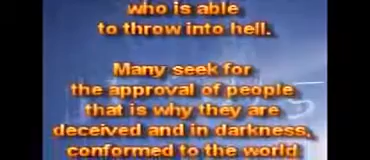 who is able
to throw into hell.
Many seek for
the approval of people
that is why they are
deceived and in darkness,
conformed to the world